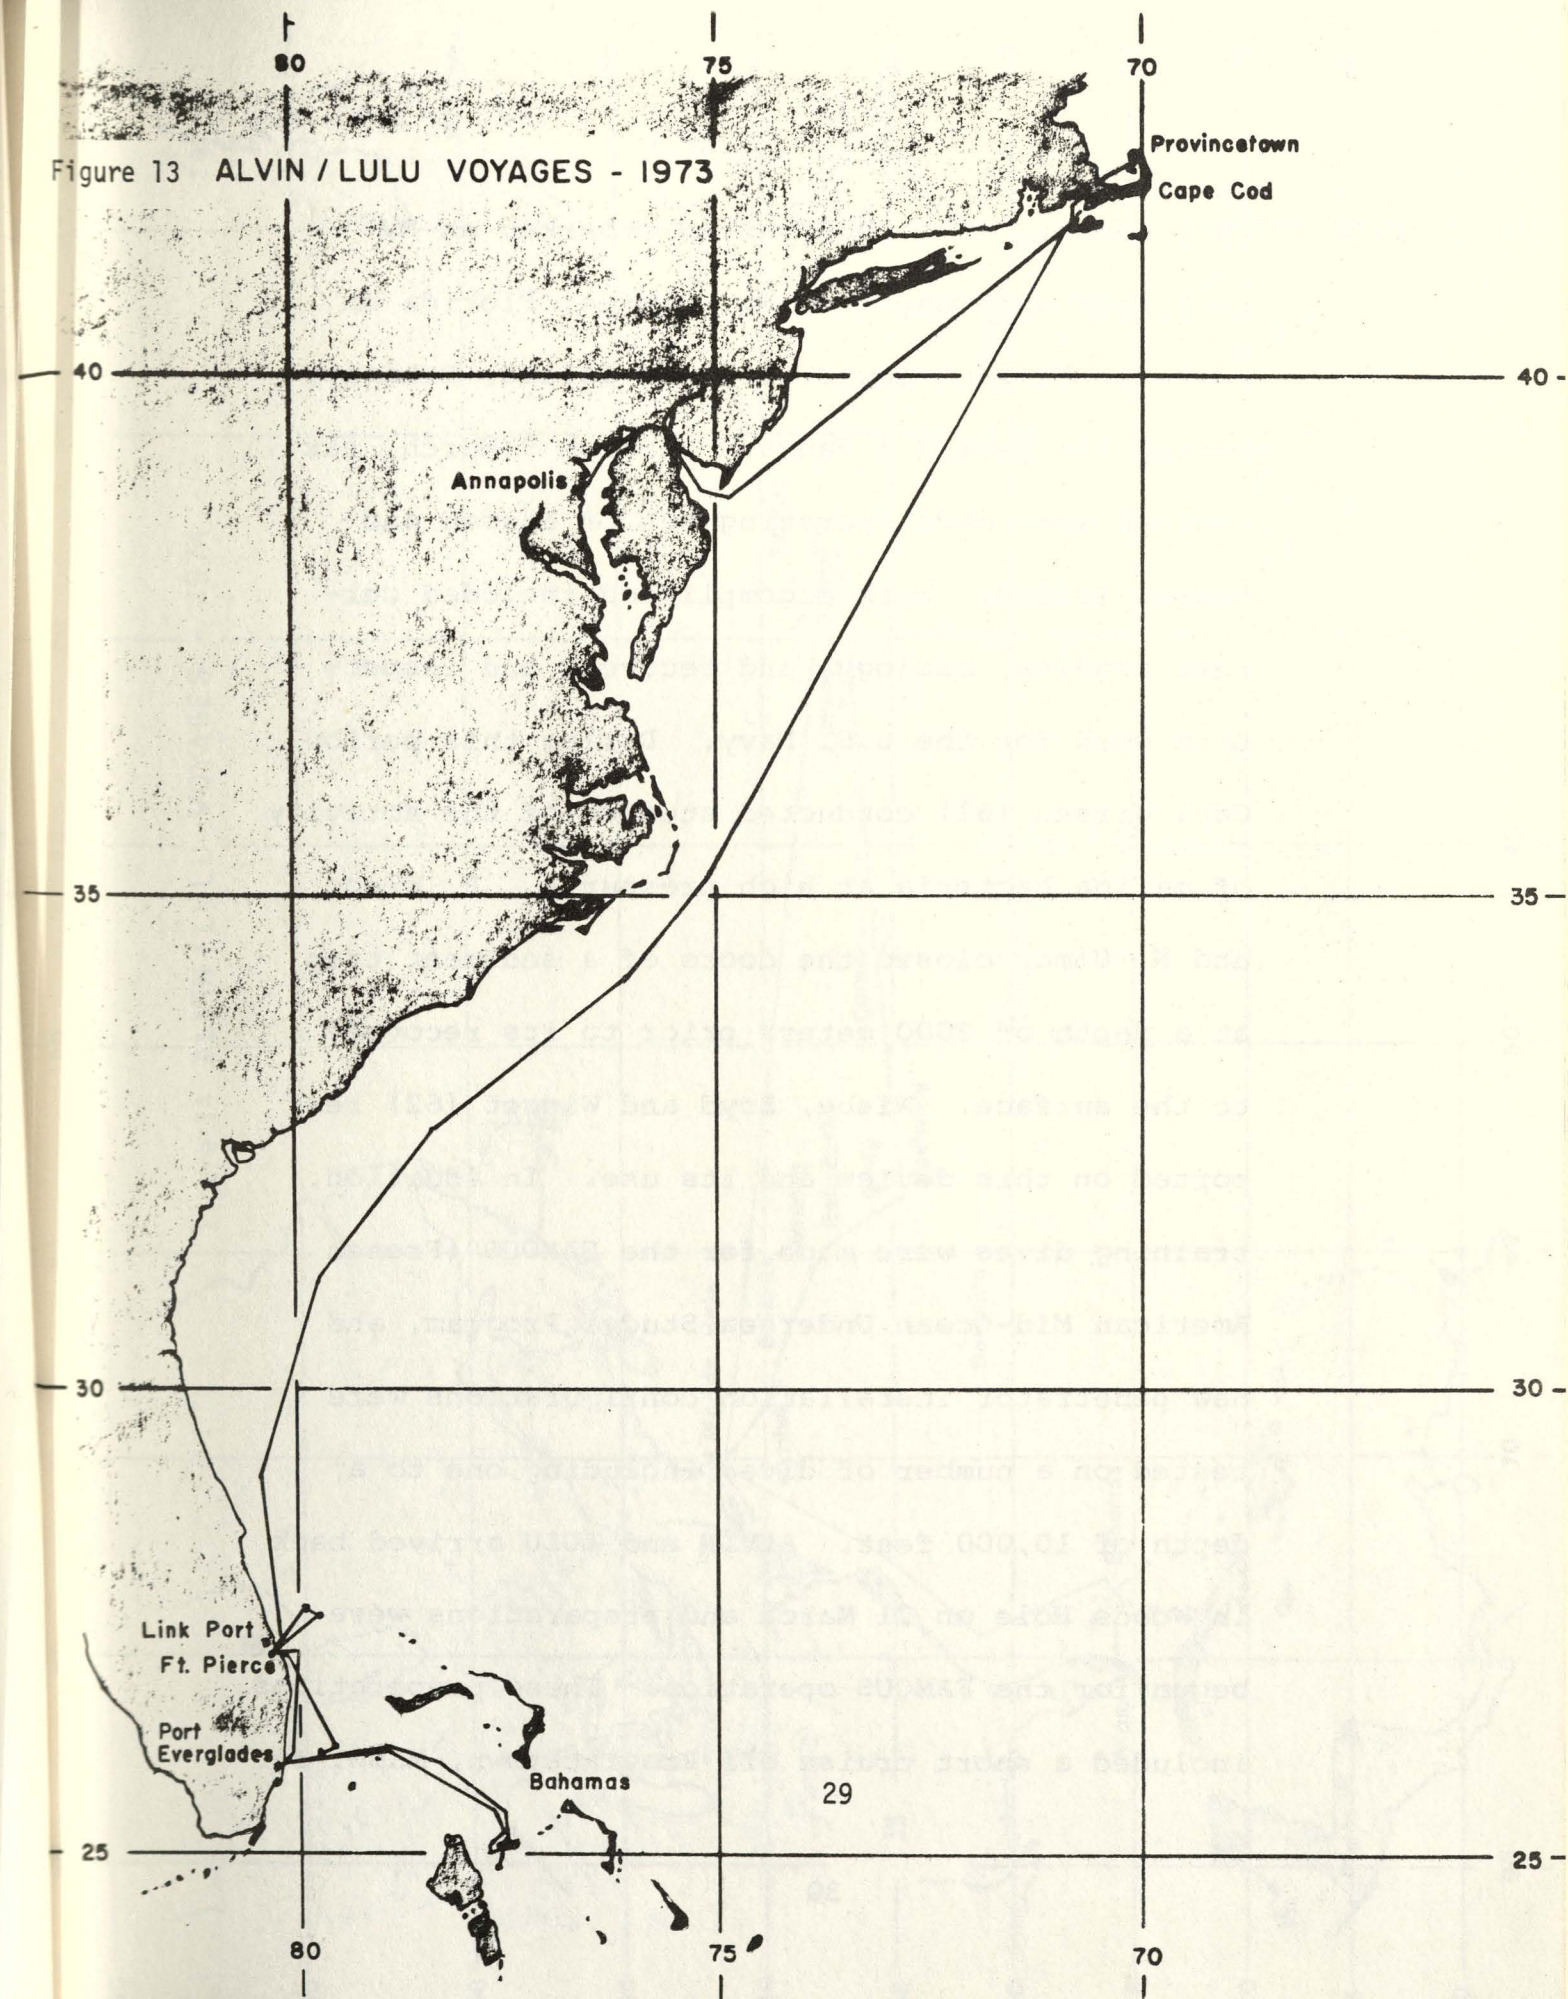 80 75 70
Provincetown
Figure 13 ALVIN / LULU VOYAGES - 1973
Cape Cod
40 40
Annapolis
35 35
30 30
Link Port
Ft. Pierce
Port
Everglades
Bahamas
29
25 25
80 75 70